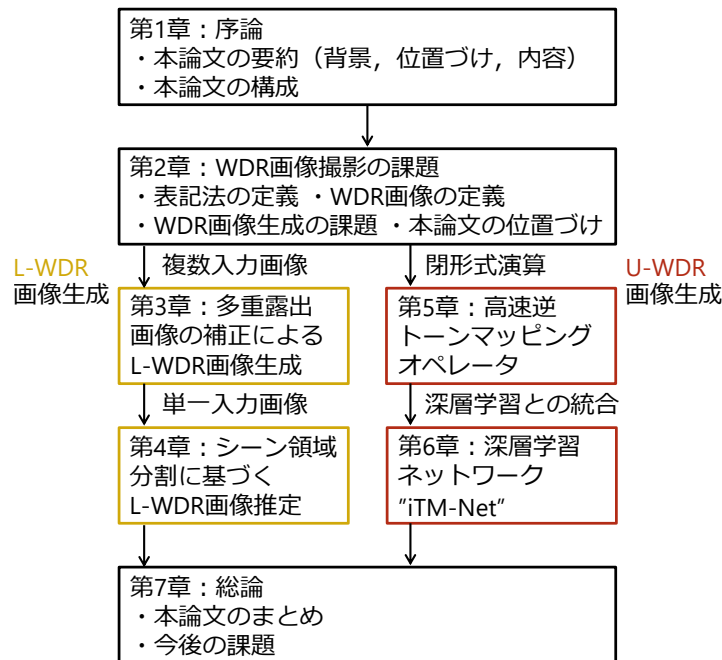 第1章：序論
・本論文の要約（背景，位置づけ，内容）
・本論文の構成
第2章：WDR画像撮影の課題
・表記法の定義 ・WDR画像の定義
・WDR画像生成の課題 ・本論文の位置づけ
L-WDR
画像生成
複数入力画像
閉形式演算
U-WDR
画像生成
第3章：多重露出
画像の補正による
L-WDR画像生成
第5章：高速逆
トーンマッピング
オペレータ
単一入力画像
深層学習との統合
第4章：シーン領域
分割に基づく
L-WDR画像推定
第6章：深層学習
ネットワーク
”iTM-Net”
第7章：総論
・本論文のまとめ
・今後の課題